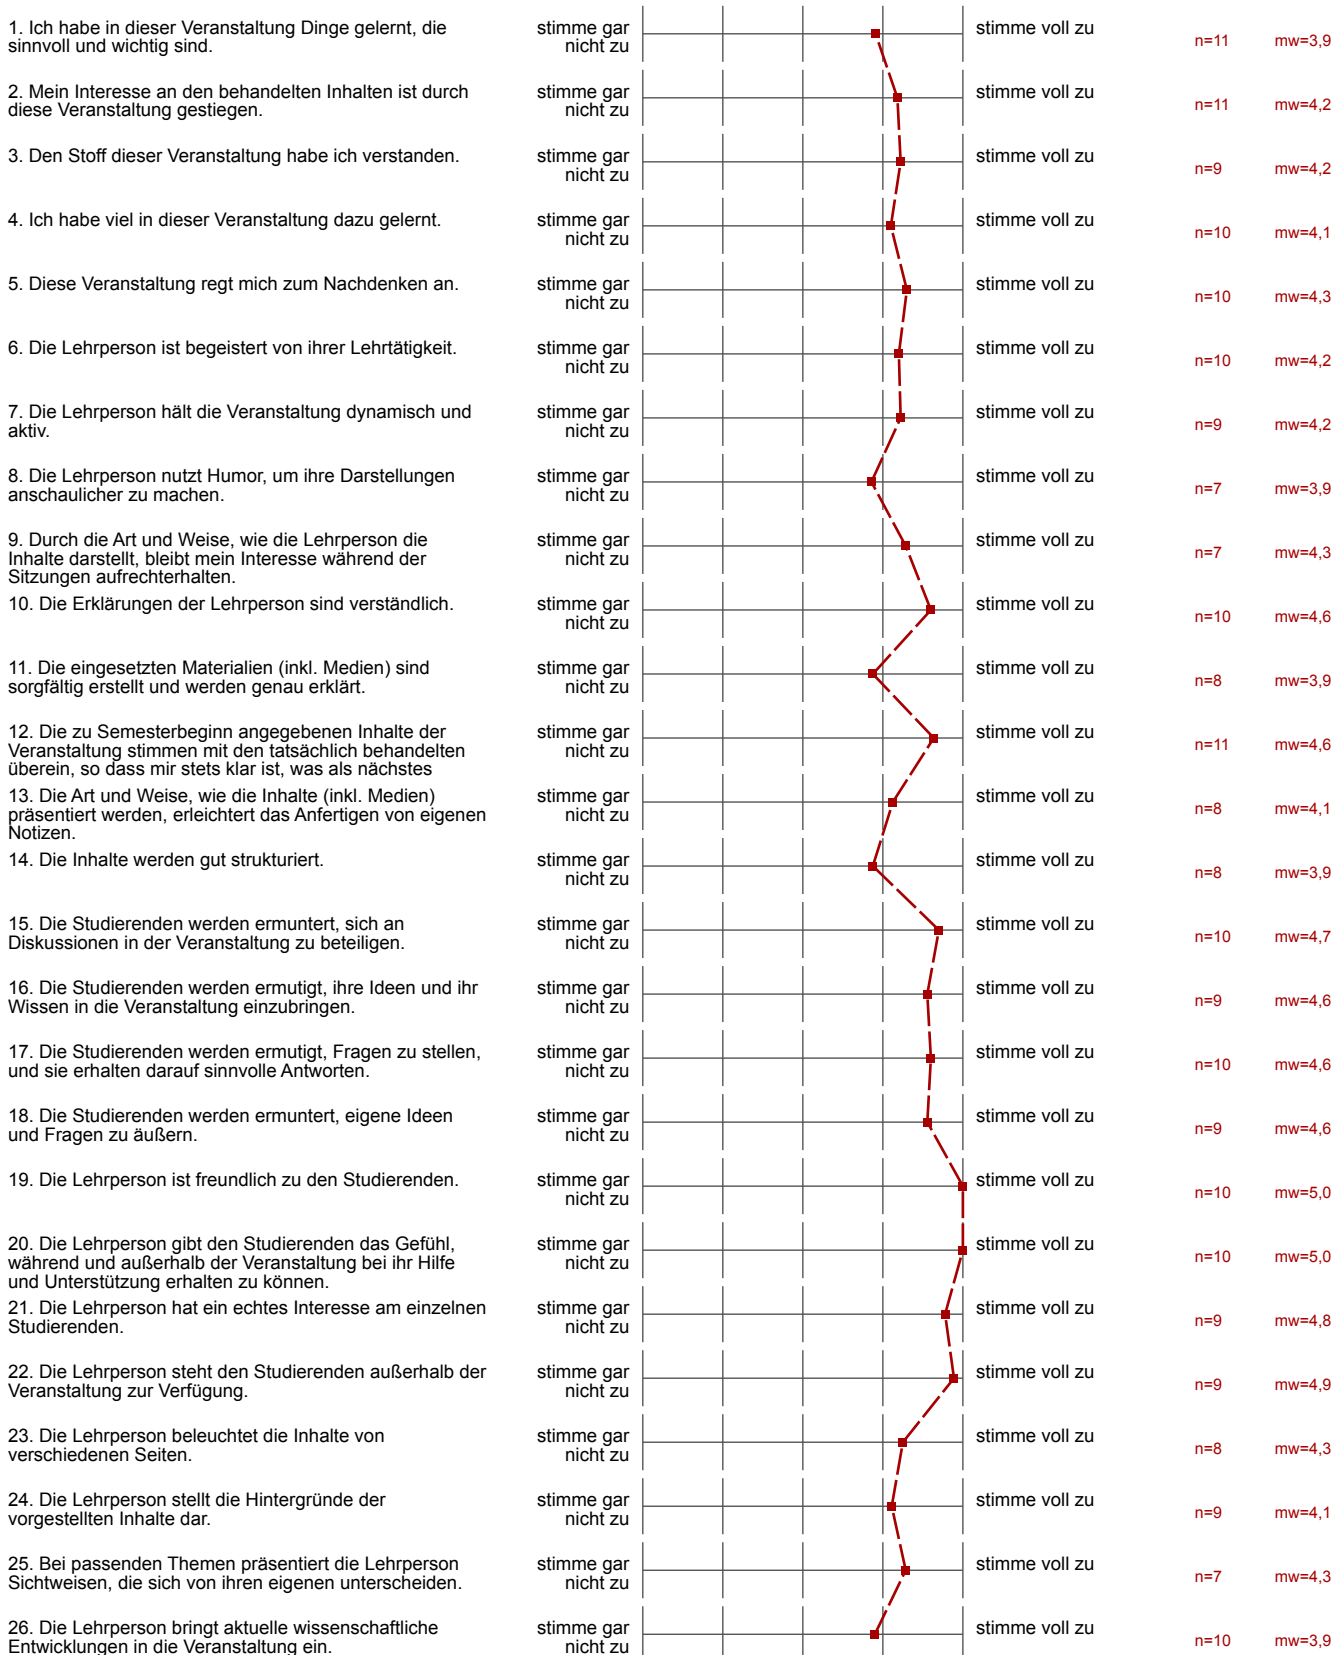 1. Ich habe in dieser Veranstaltung Dinge gelernt, die
sinnvoll und wichtig sind.
stimme gar
nicht zu
stimme voll zu
n=11
mw=3,9
2. Mein Interesse an den behandelten Inhalten ist durch
diese Veranstaltung gestiegen.
stimme gar
nicht zu
stimme voll zu
n=11
mw=4,2
3. Den Stoff dieser Veranstaltung habe ich verstanden.
stimme gar
nicht zu
stimme voll zu
n=9
mw=4,2
4. Ich habe viel in dieser Veranstaltung dazu gelernt.
stimme gar
nicht zu
stimme voll zu
n=10
mw=4,1
5. Diese Veranstaltung regt mich zum Nachdenken an.
stimme gar
nicht zu
stimme voll zu
n=10
mw=4,3
6. Die Lehrperson ist begeistert von ihrer Lehrtätigkeit.
stimme gar
nicht zu
stimme voll zu
n=10
mw=4,2
7. Die Lehrperson hält die Veranstaltung dynamisch und
aktiv.
stimme gar
nicht zu
stimme voll zu
n=9
mw=4,2
8. Die Lehrperson nutzt Humor, um ihre Darstellungen
anschaulicher zu machen.
stimme gar
nicht zu
stimme voll zu
n=7
mw=3,9
9. Durch die Art und Weise, wie die Lehrperson die
Inhalte darstellt, bleibt mein Interesse während der
Sitzungen aufrechterhalten.
stimme gar
nicht zu
stimme voll zu
n=7
mw=4,3
10. Die Erklärungen der Lehrperson sind verständlich.
stimme gar
nicht zu
stimme voll zu
n=10
mw=4,6
11. Die eingesetzten Materialien (inkl. Medien) sind
sorgfältig erstellt und werden genau erklärt.
stimme gar
nicht zu
stimme voll zu
n=8
mw=3,9
12. Die zu Semesterbeginn angegebenen Inhalte der
Veranstaltung stimmen mit den tatsächlich behandelten
überein, so dass mir stets klar ist, was als nächstes
stimme gar
nicht zu
stimme voll zu
n=11
mw=4,6
13. Die Art und Weise, wie die Inhalte (inkl. Medien)
präsentiert werden, erleichtert das Anfertigen von eigenen
Notizen.
stimme gar
nicht zu
stimme voll zu
n=8
mw=4,1
14. Die Inhalte werden gut strukturiert.
stimme gar
nicht zu
stimme voll zu
n=8
mw=3,9
15. Die Studierenden werden ermuntert, sich an
Diskussionen in der Veranstaltung zu beteiligen.
stimme gar
nicht zu
stimme voll zu
n=10
mw=4,7
16. Die Studierenden werden ermutigt, ihre Ideen und ihr
Wissen in die Veranstaltung einzubringen.
stimme gar
nicht zu
stimme voll zu
n=9
mw=4,6
17. Die Studierenden werden ermutigt, Fragen zu stellen,
und sie erhalten darauf sinnvolle Antworten.
stimme gar
nicht zu
stimme voll zu
n=10
mw=4,6
18. Die Studierenden werden ermuntert, eigene Ideen
und Fragen zu äußern.
stimme gar
nicht zu
stimme voll zu
n=9
mw=4,6
19. Die Lehrperson ist freundlich zu den Studierenden.
stimme gar
nicht zu
stimme voll zu
n=10
mw=5,0
20. Die Lehrperson gibt den Studierenden das Gefühl,
während und außerhalb der Veranstaltung bei ihr Hilfe
und Unterstützung erhalten zu können.
stimme gar
nicht zu
stimme voll zu
n=10
mw=5,0
21. Die Lehrperson hat ein echtes Interesse am einzelnen
Studierenden.
stimme gar
nicht zu
stimme voll zu
n=9
mw=4,8
22. Die Lehrperson steht den Studierenden außerhalb der
Veranstaltung zur Verfügung.
stimme gar
nicht zu
stimme voll zu
n=9
mw=4,9
23. Die Lehrperson beleuchtet die Inhalte von
verschiedenen Seiten.
stimme gar
nicht zu
stimme voll zu
n=8
mw=4,3
24. Die Lehrperson stellt die Hintergründe der
vorgestellten Inhalte dar.
stimme gar
nicht zu
stimme voll zu
n=9
mw=4,1
25. Bei passenden Themen präsentiert die Lehrperson
Sichtweisen, die sich von ihren eigenen unterscheiden.
stimme gar
nicht zu
stimme voll zu
n=7
mw=4,3
26. Die Lehrperson bringt aktuelle wissenschaftliche
Entwicklungen in die Veranstaltung ein.
stimme gar
nicht zu
stimme voll zu
n=10
mw=3,9